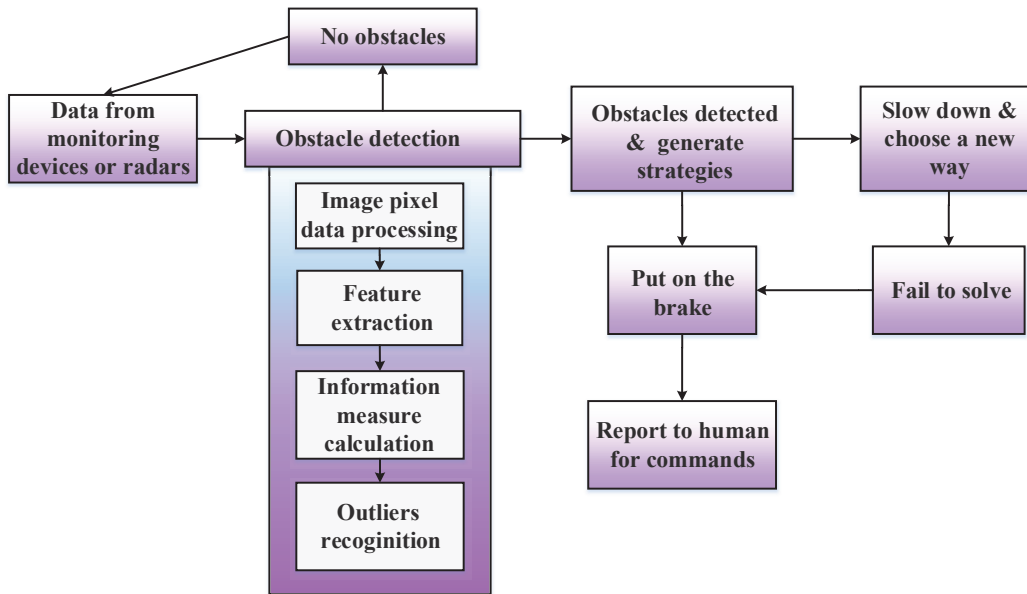 No obstacles
Data from
monitoring
devices or radars
Obstacle detection
Obstacles detected
& generate
strategies
Slow down &
choose a new
way
Image pixel
data processing
Feature
extraction
Information
measure
calculation
Outliers
recoginition
Put on the
brake
Fail to solve
Report to human
for commands